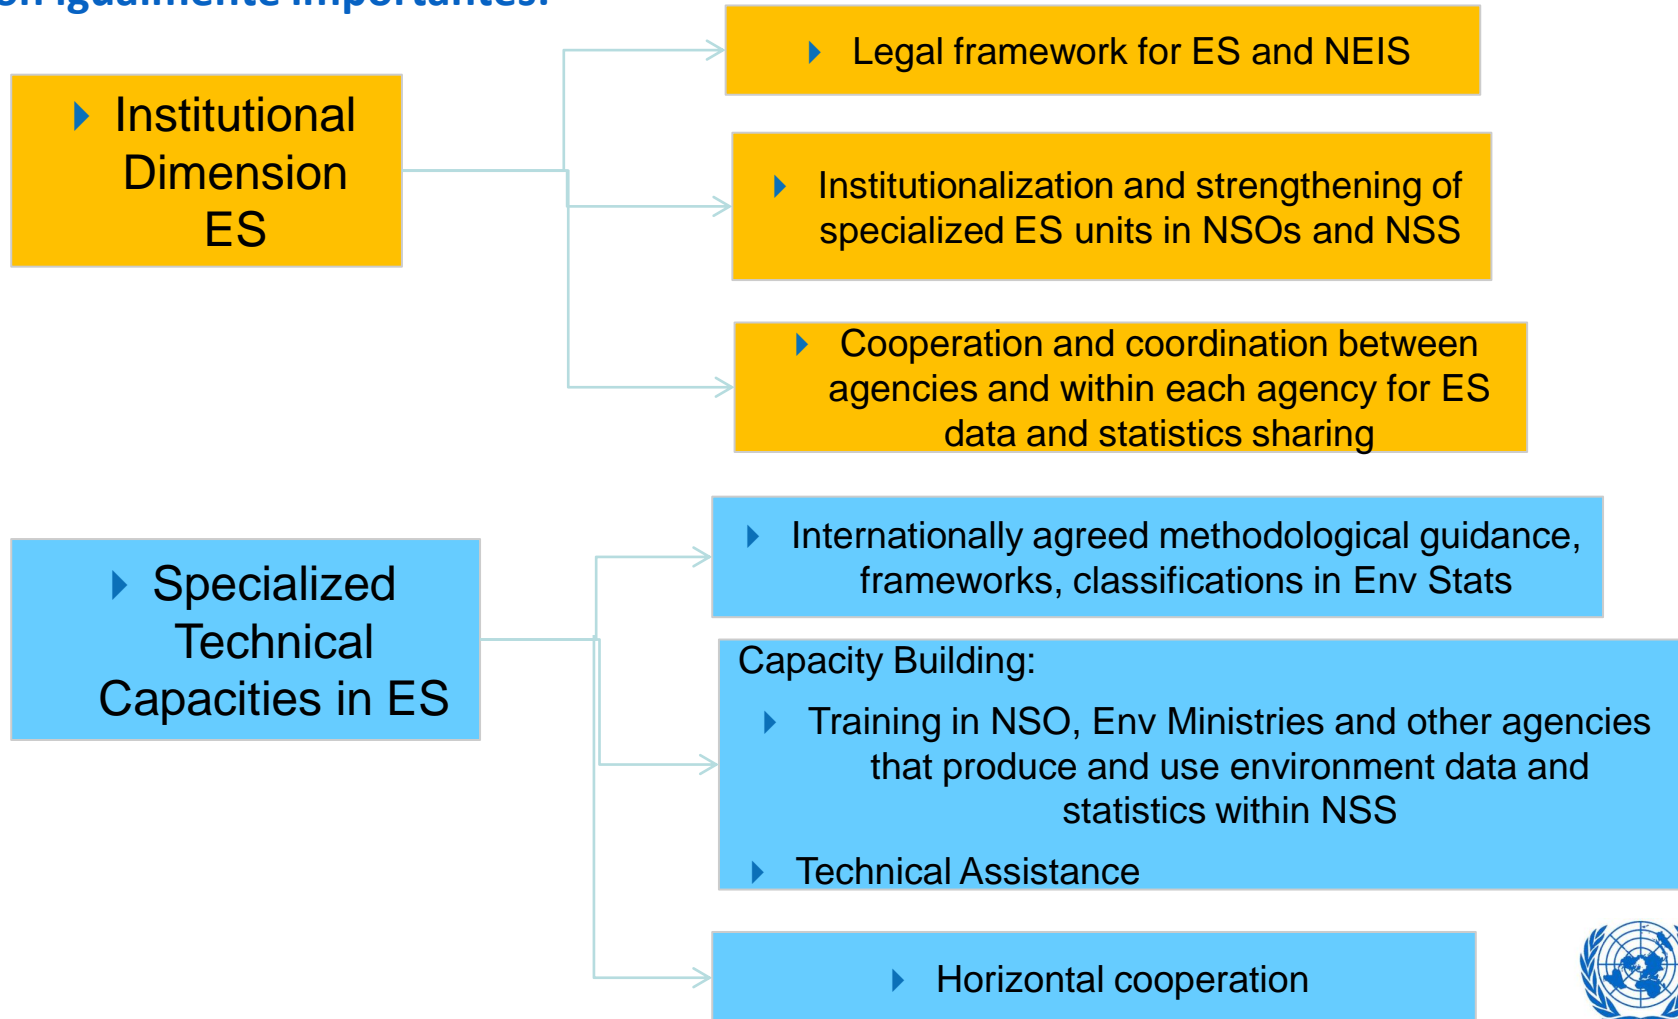 on igualmente importantes:
Legal framework for ES and NEIS
Institutional
Dimension
ES
Institutionalization and strengthening of
specialized ES units in NSOs and NSS
Cooperation and coordination between
agencies and within each agency for ES
data and statistics sharing
Internationally agreed methodological guidance,
frameworks, classifications in Env Stats
Specialized
Technical
Capacities in ES
Capacity Building:
Training in NSO, Env Ministries and other agencies
that produce and use environment data and
statistics within NSS
Technical Assistance
Horizontal cooperation